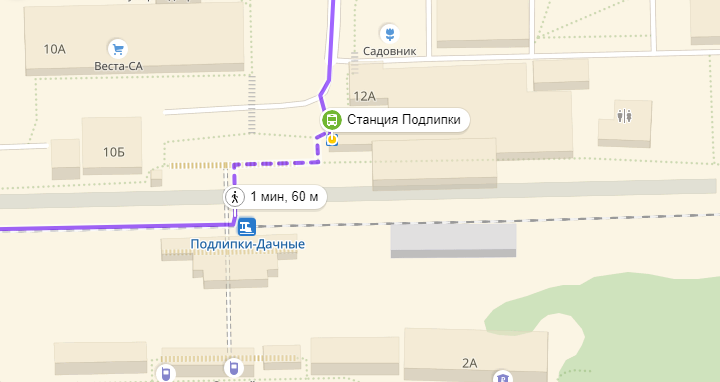 10А
Веста-СА
Садовник
12А
Станция Подлипки
10Б
1 мин, 60 м
Подлипки-Дачные
2А